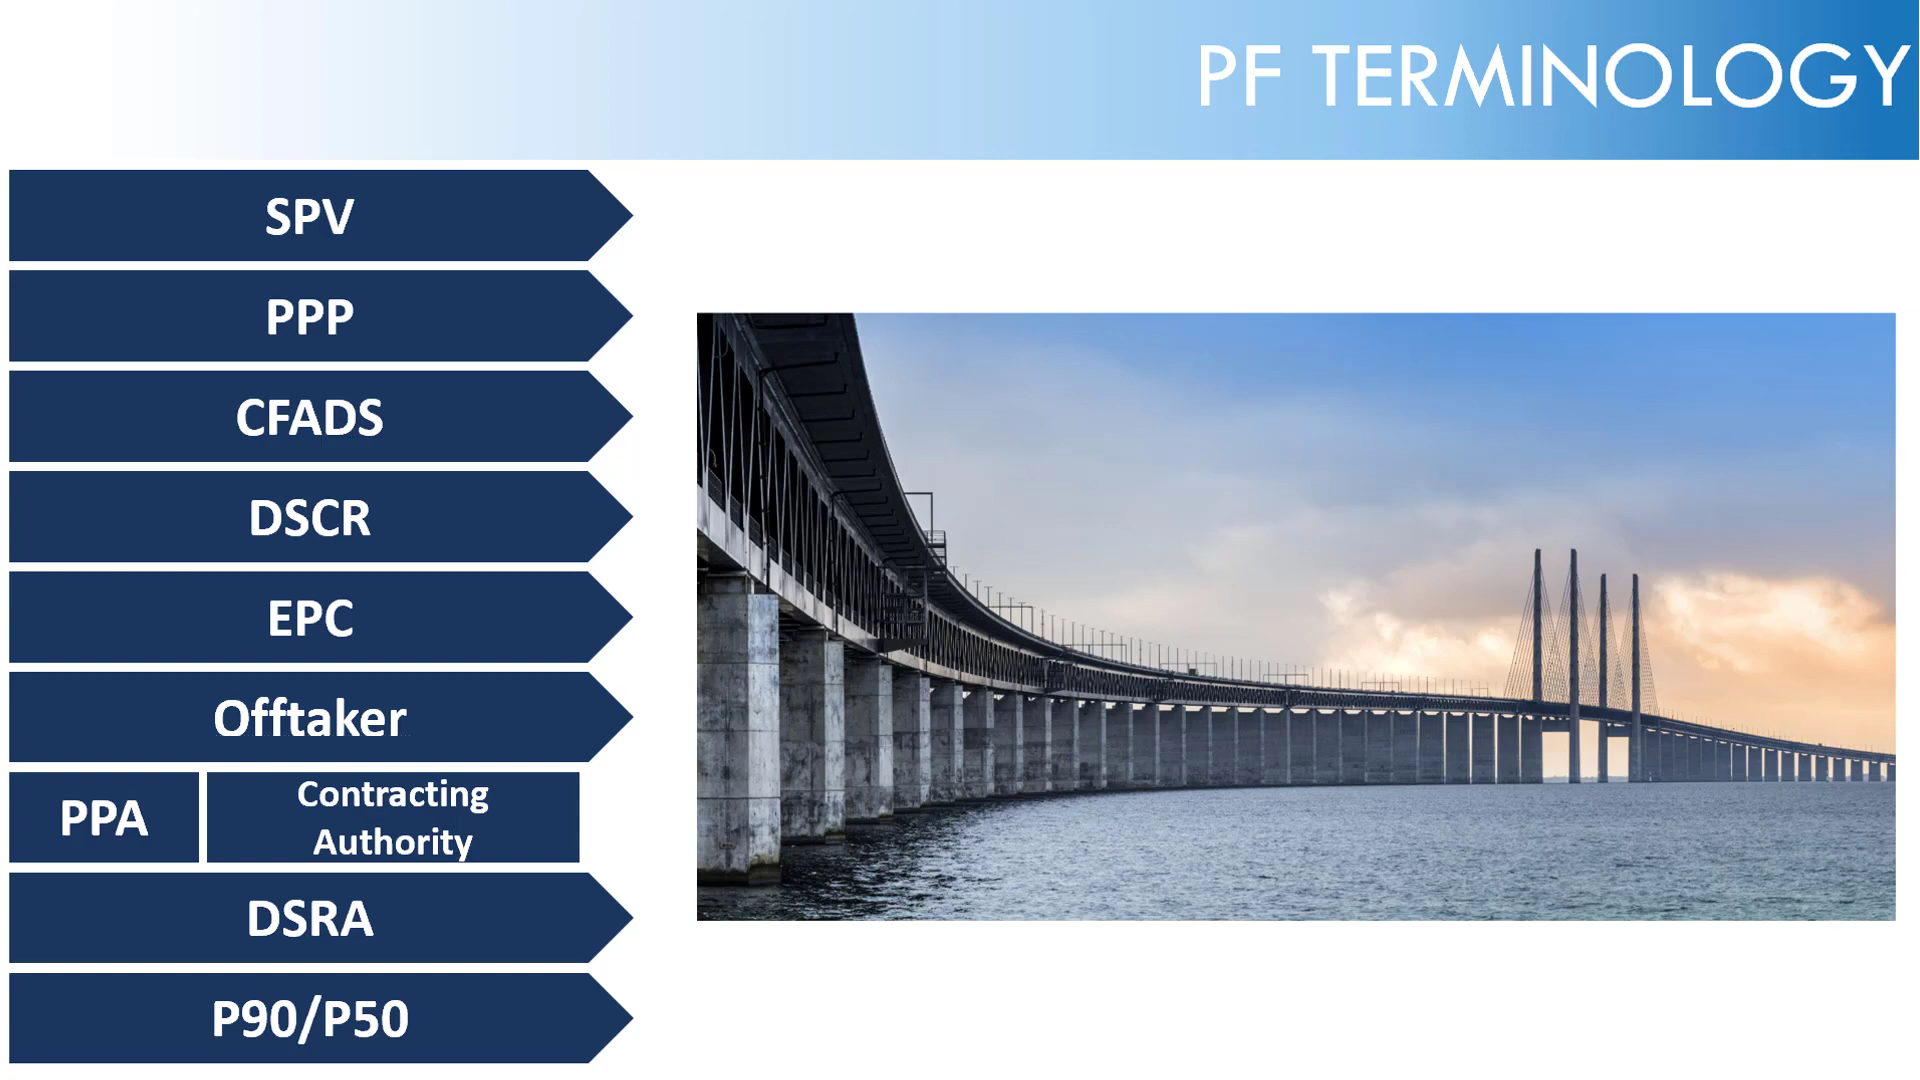 PF TERMINOLOGY
SPV
PPP
CFADS
DSCR
EPC
Offtaker
PPA
Contracting
Authority
DSRA
P90/P50